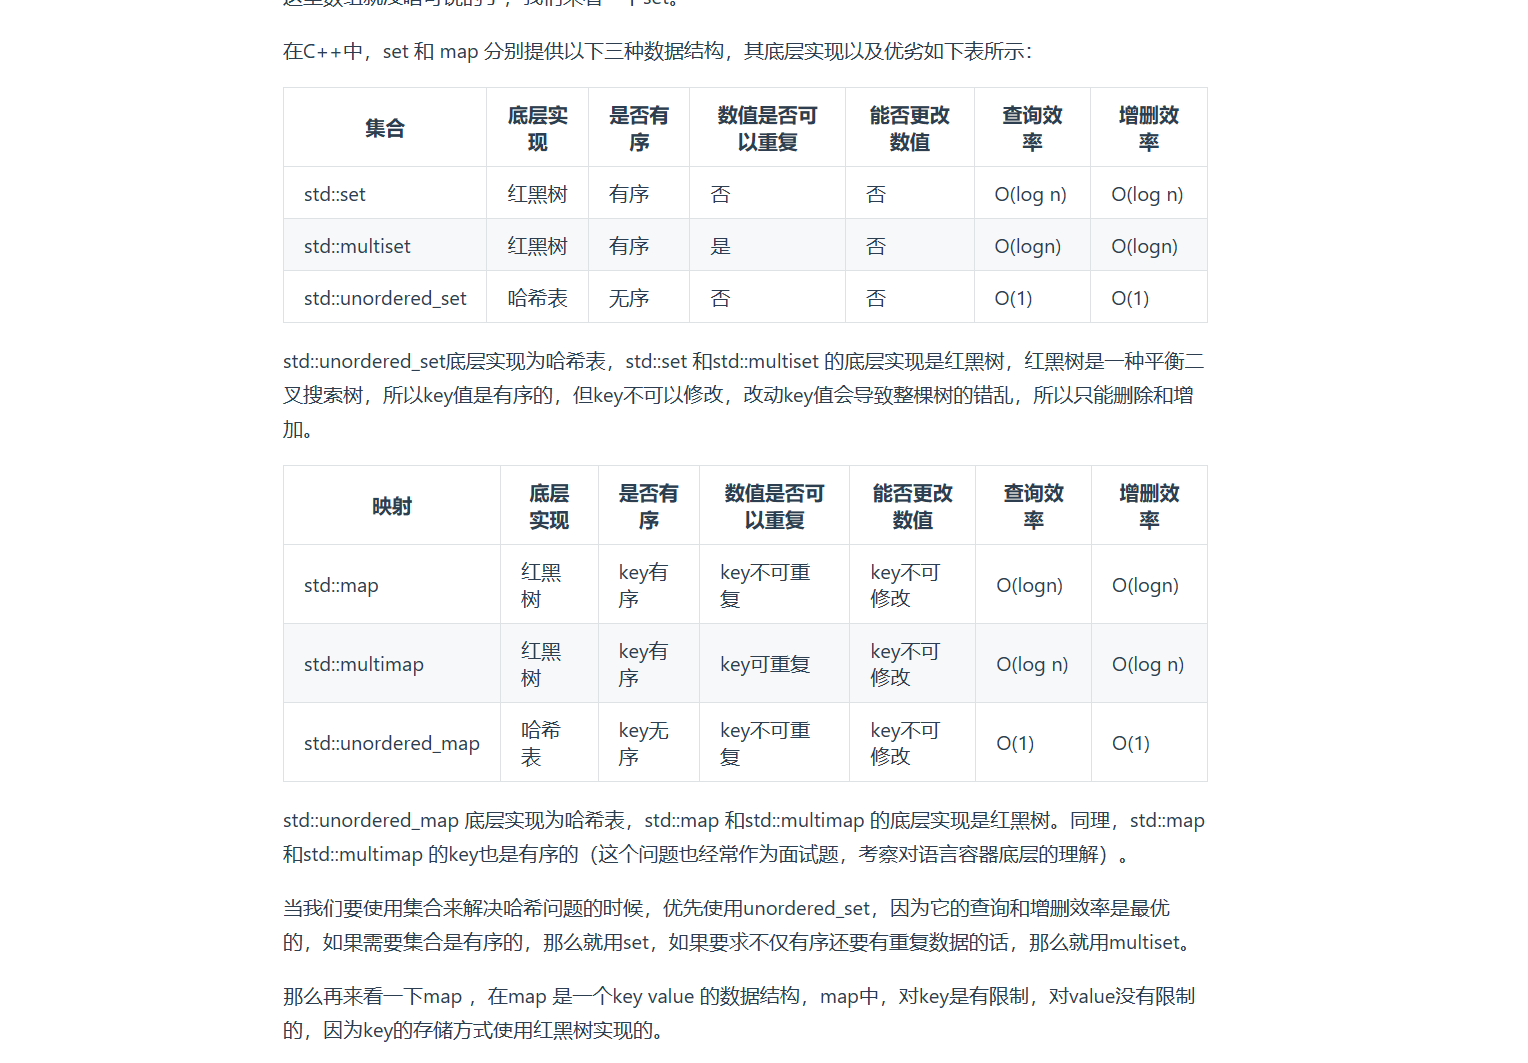 set。
在C++中，set 和 map 分别提供以下三种数据结构，其底层实现以及优劣如下表所示：
集合 底层实现 是否有序 数值是否可以重复 能否更改数值 查询效率 增删效率
std::set 红黑树 有序 否 否 O(log n) O(log n)
std::multiset 红黑树 有序 是 否 O(logn) O(logn)
std::unordered_set 哈希表 无序 否 否 O(1) O(1)
std::unordered_set底层实现为哈希表，std::set 和std::multiset 的底层实现是红黑树，红黑树是一种平衡二
叉搜索树，所以key值是有序的，但key不可以修改，改动key值会导致整棵树的错乱，所以只能删除和增
加。
映射 底层实现 是否有序 数值是否可以重复 能否更改数值 查询效率 增删效率
std::map 红黑树 key有序 key不可重复 key不可修改 O(logn) O(logn)
std::multimap 红黑树 key有序 key可重复 key不可修改 O(log n) O(log n)
std::unordered_map 哈希表 key无序 key不可重复 key不可修改 O(1) O(1)
std::unordered_map 底层实现为哈希表，std::map 和std::multimap 的底层实现是红黑树。同理，std::map
和std::multimap 的key也是有序的（这个问题也经常作为面试题，考察对语言容器底层的理解）。
当我们要使用集合来解决哈希问题的时候，优先使用unordered_set，因为它的查询和增删效率是最优
的，如果需要集合是有序的，那么就用set，如果要求不仅有序还要有重复数据的话，那么就用multiset。
那么再来看一下map ，在map 是一个key value 的数据结构，map中，对key是有限制，对value没有限制
的，因为key的存储方式使用红黑树实现的。